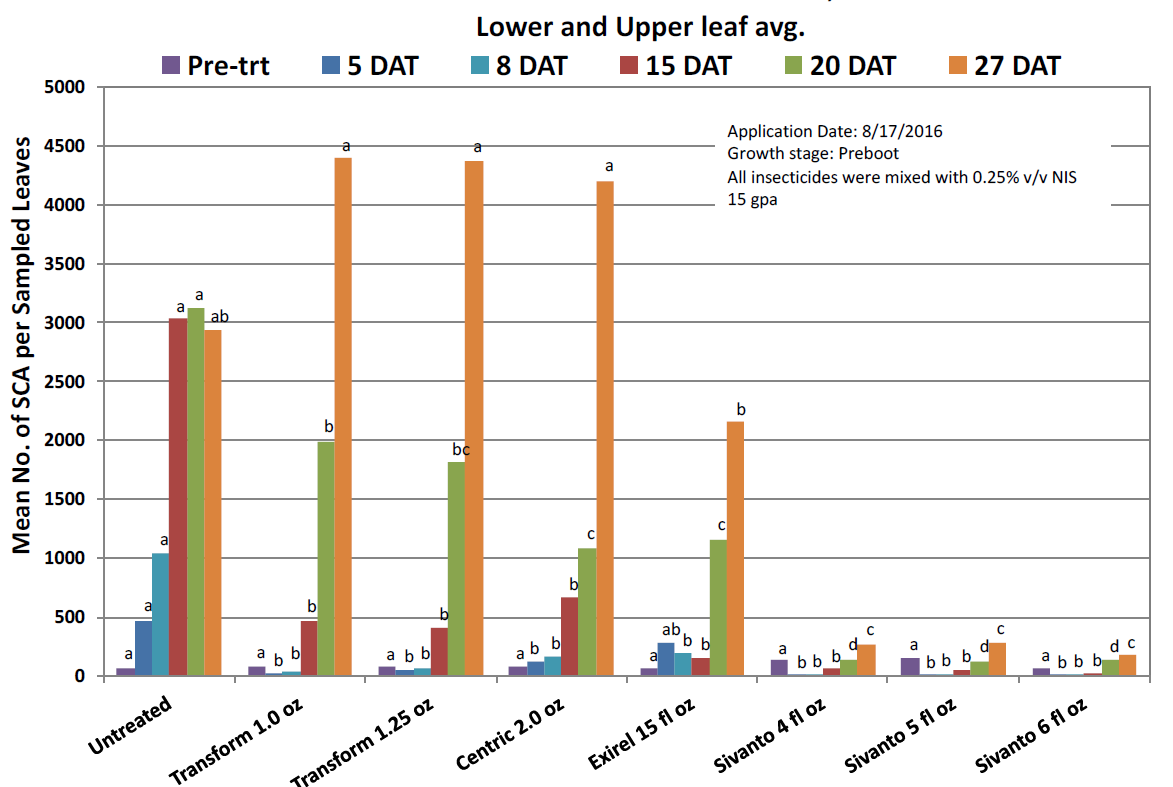 Lower and Upper leaf avg.
Pre-trt 5 DAT 8 DAT 15 DAT 20 DAT 27 DAT
Mean No. of SCA per Sampled Leaves
5000
4500
4000
3500
3000
2500
2000
1500
1000
500
0
Application Date: 8/17/2016
Growth stage: Preboot
All insecticides were mixed with 0.25% v/v NIS
15 gpa
a a a a a ab
a b b b b a
a b b b bc a
a b b b c a
a ab b b c b
a b b b d c
a b b b d c
a b b b d c
Untreated
Transform 1.0 oz
Transform 1.25 oz
Centric 2.0 oz
Exirel 15 fl oz
Sivanto 4 fl oz
Sivanto 5 fl oz
Sivanto 6 fl oz